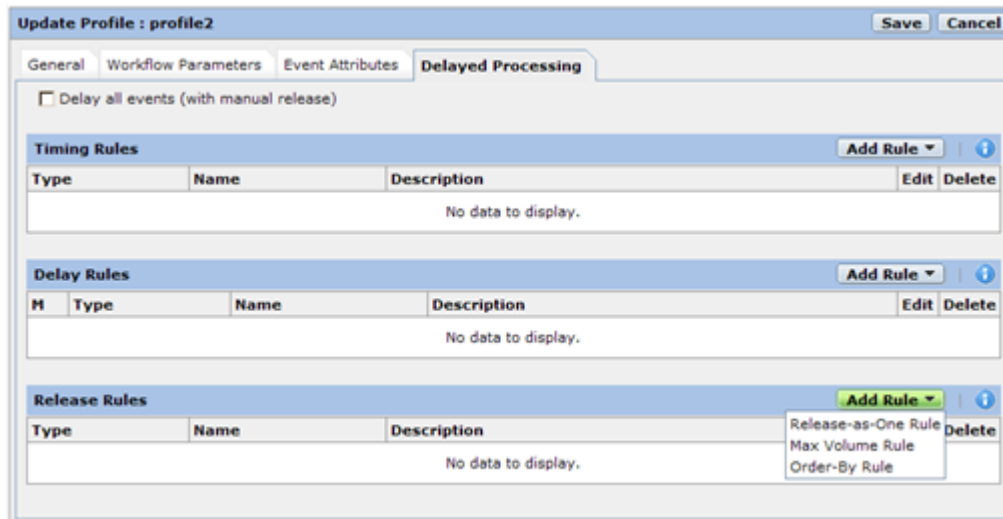 Update Profile : profile2 Save Cancel
General Workflow Parameters Event Attributes Delayed Processing
Delay all events (with manual release)
Timing Rules Add Rule
Type Name Description Edit Delete
No data to display.
Delay Rules Add Rule
M Type Name Description Edit Delete
No data to display.
Release Rules Add Rule
Type Name Description Delete
Release-as-One Rule
Max Volume Rule
Order-By Rule
No data to display.